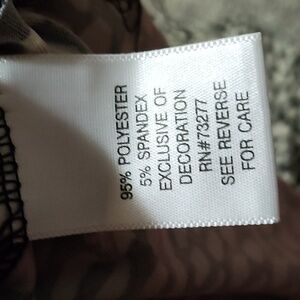 95% POLYESTER
5% SPANDEX
EXCLUSIVE OF
DECORATION
RN#73277
SEE REVERSE
FOR CARE